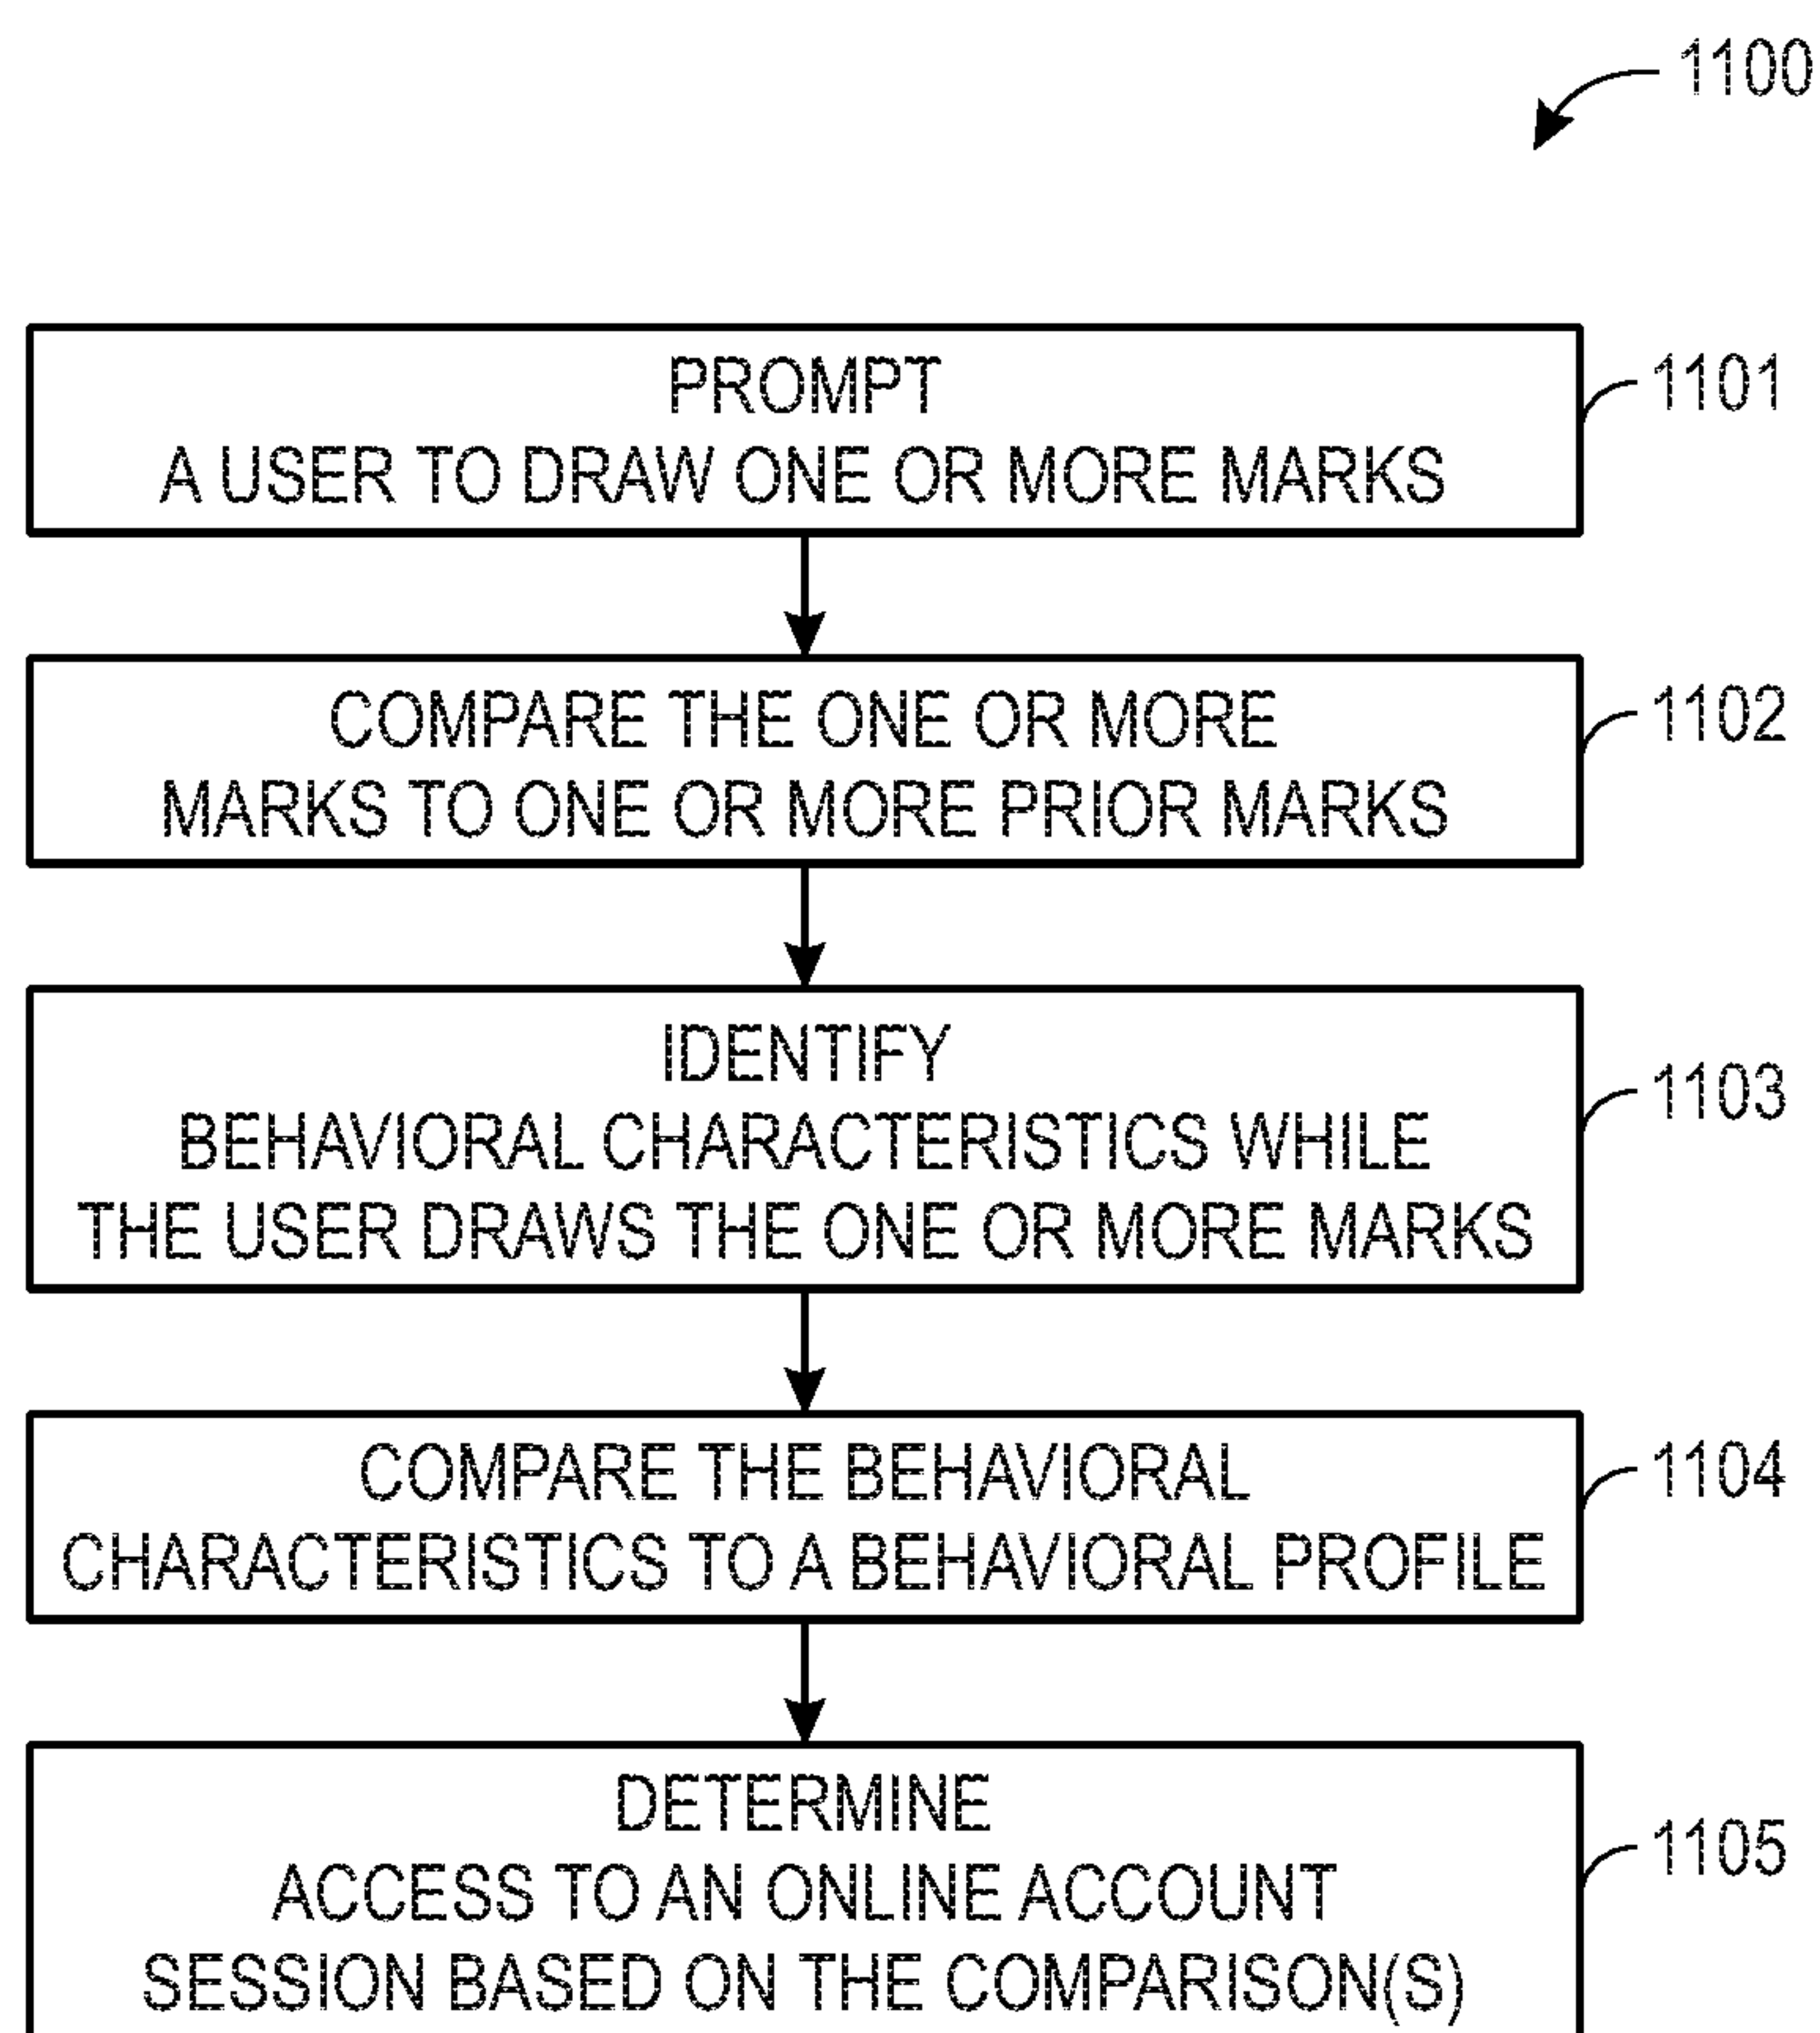 1100
PROMPT
A USER TO DRAW ONE OR MORE MARKS
1101
COMPARE THE ONE OR MORE
MARKS TO ONE OR MORE PRIOR MARKS
1102
IDENTIFY
BEHAVIORAL CHARACTERISTICS WHILE
THE USER DRAWS THE ONE OR MORE MARKS
1103
COMPARE THE BEHAVIORAL
CHARACTERISTICS TO A BEHAVIORAL PROFILE
1104
DETERMINE
ACCESS TO AN ONLINE ACCOUNT
SESSION BASED ON THE COMPARISON(S)
1105